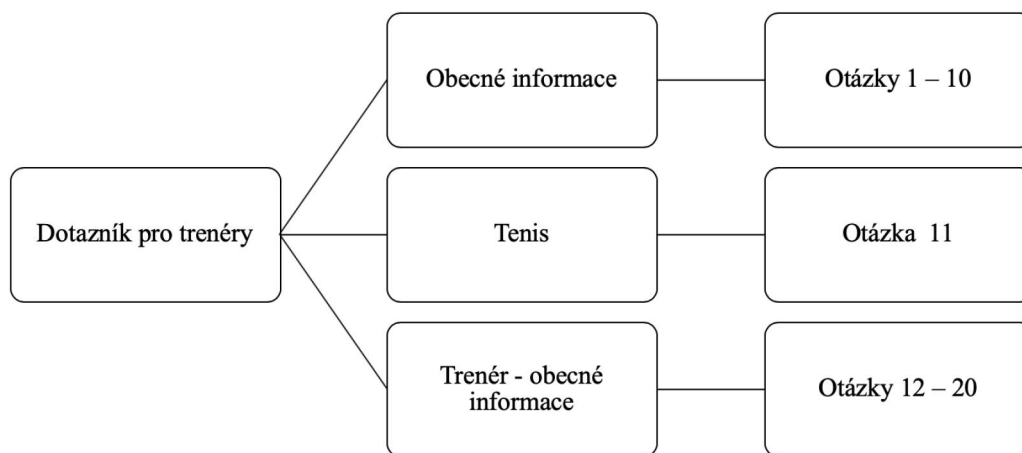 Dotazník pro trenéry
Obecné informace
Otázky 1 – 10
Tenis
Otázka 11
Trenér - obecné
informace
Otázky 12 – 20